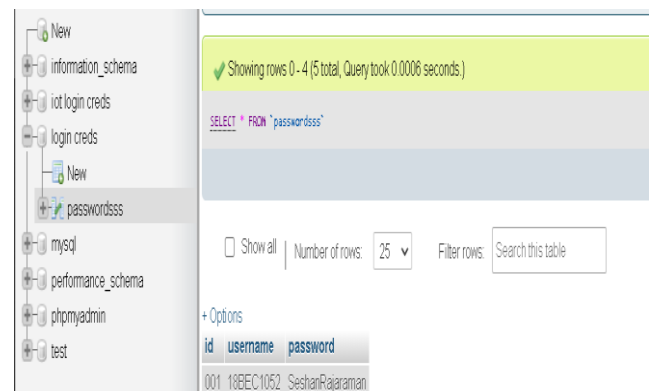 New
information_schema
iot login creds
login creds
New
passwordsss
mysql
performance_schema
phpmyadmin
test
Showing rows 0 - 4 (5 total, Query took 0.0006 seconds.)
SELECT * FROM `passwordsss`
Show all | Number of rows: 25 Filter rows: Search this table
+ Options
id username password
001 18BEC1052 SeshanRajaraman